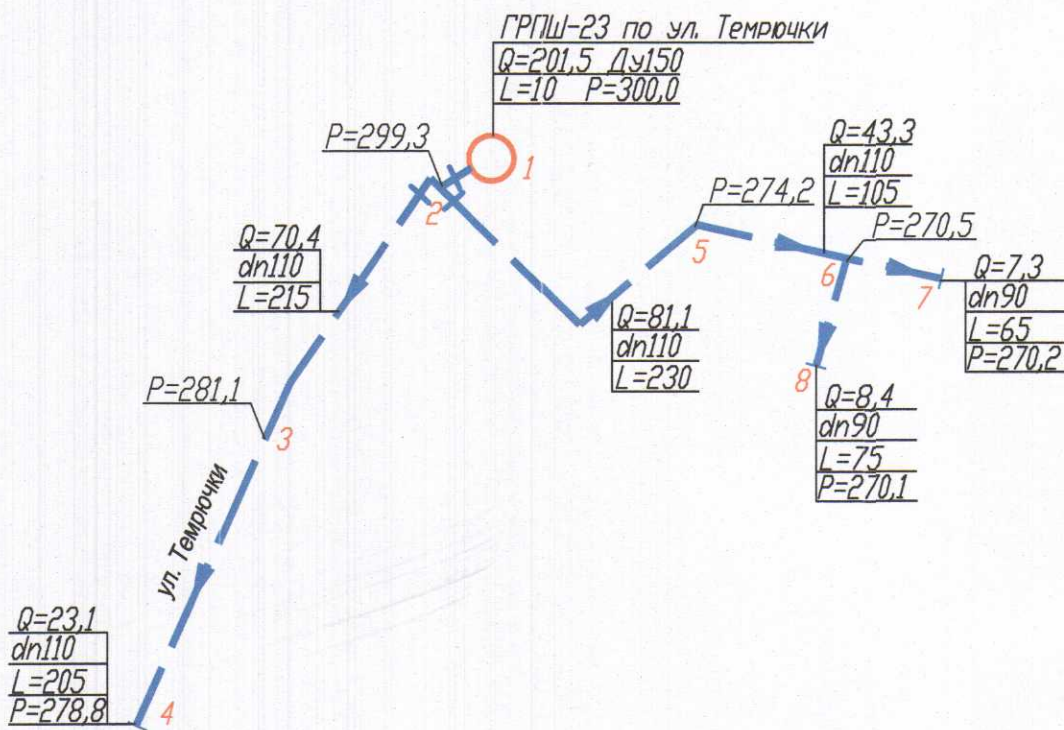 ГРПШ-23 по ул. Темрючки
Q=201,5 Ду150
L=10 P=300,0
P=299,3
1
2
Q=43,3
dn110
L=105
P=274,2
P=270,5
5
6
7
Q=70,4
dn110
L=215
Q=7,3
dn90
L=65
P=270,2
Q=81,1
dn110
L=230
8
Q=8,4
dn90
L=75
P=270,1
P=281,1
3
ул. Темрючки
Q=23,1
dn110
L=205
P=278,8
4